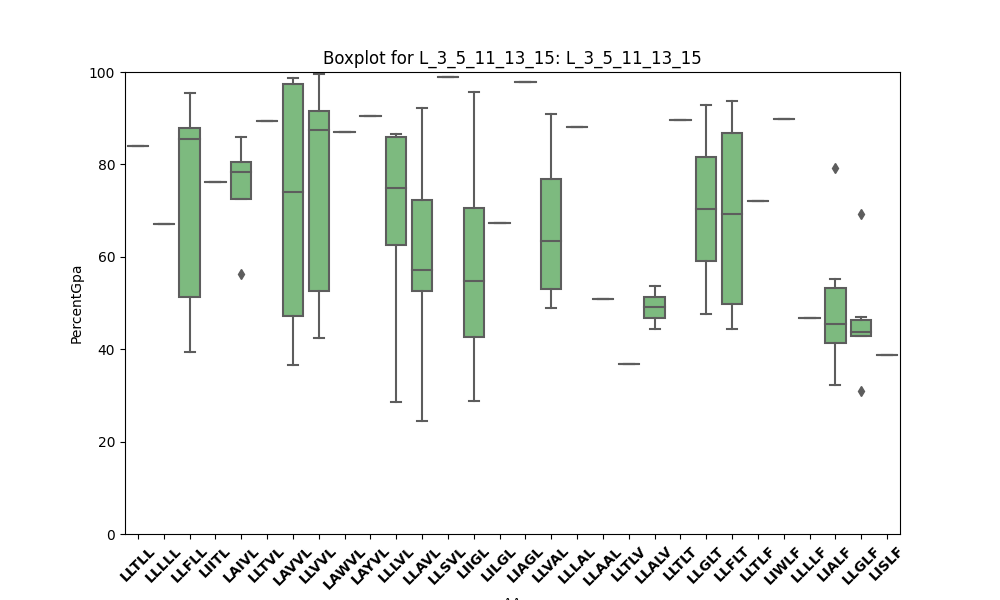 Boxplot for L_3_5_11_13_15: L_3_5_11_13_15
PercentGpa
100
80
60
40
20
0
LLTLL
LLLLL
LLFLL
LIITL
LAIVL
LLTVL
LAVVL
LLVVL
LAWVL
LAYVL
LLLVL
LLAVL
LLSVL
LIIGL
LILGL
LIAGL
LLVAL
LLLAL
LLAAL
LLTLV
LLALV
LLTLT
LLGLT
LLFLT
LLTLF
LIWLF
LLLLF
LIALF
LLGLF
LISLF